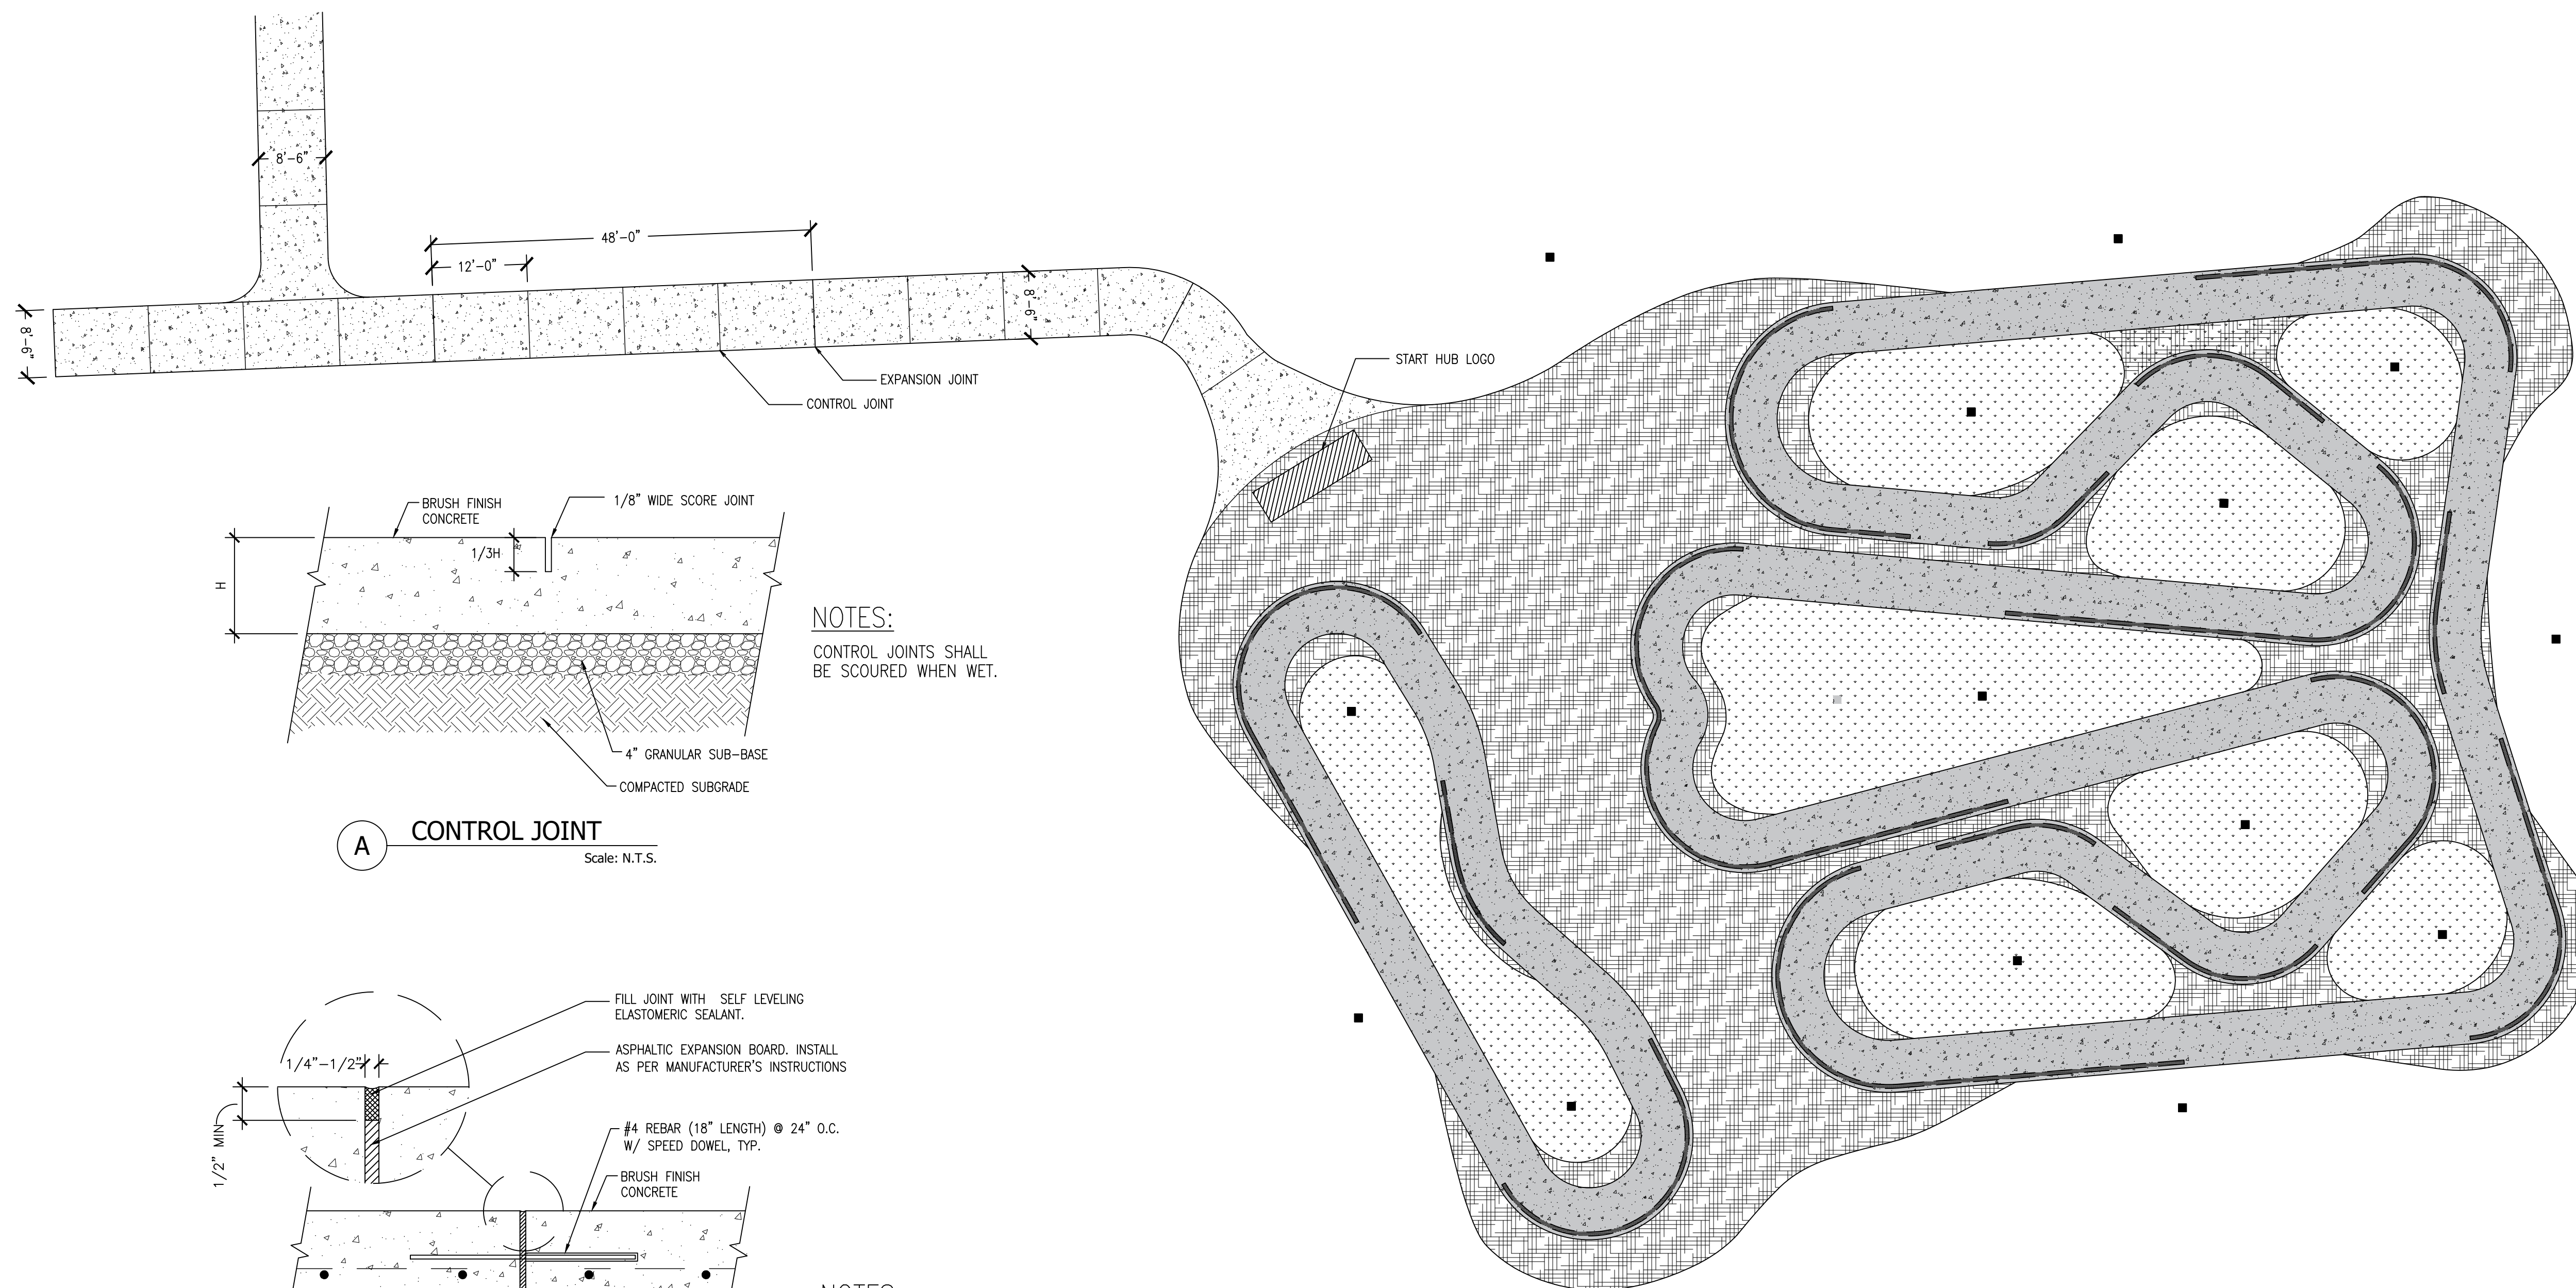 8'-6"
48'-0"
12'-0"
8'-6"
8'-6"
START HUB LOGO
EXPANSION JOINT
CONTROL JOINT
BRUSH FINISH
CONCRETE
1/8" WIDE SCORE JOINT
1/3H
H
NOTES:
CONTROL JOINTS SHALL
BE SCOURED WHEN WET.
4" GRANULAR SUB-BASE
COMPACTED SUBGRADE
A
CONTROL JOINT
Scale: N.T.S.
FILL JOINT WITH SELF LEVELING
ELASTOMERIC SEALANT.
1/4"-1/2"
ASPHALTIC EXPANSION BOARD. INSTALL
AS PER MANUFACTURER'S INSTRUCTIONS
1/2" MIN
#4 REBAR (18" LENGTH) @ 24" O.C.
W/ SPEED DOWEL, TYP.
BRUSH FINISH
CONCRETE
NOTES